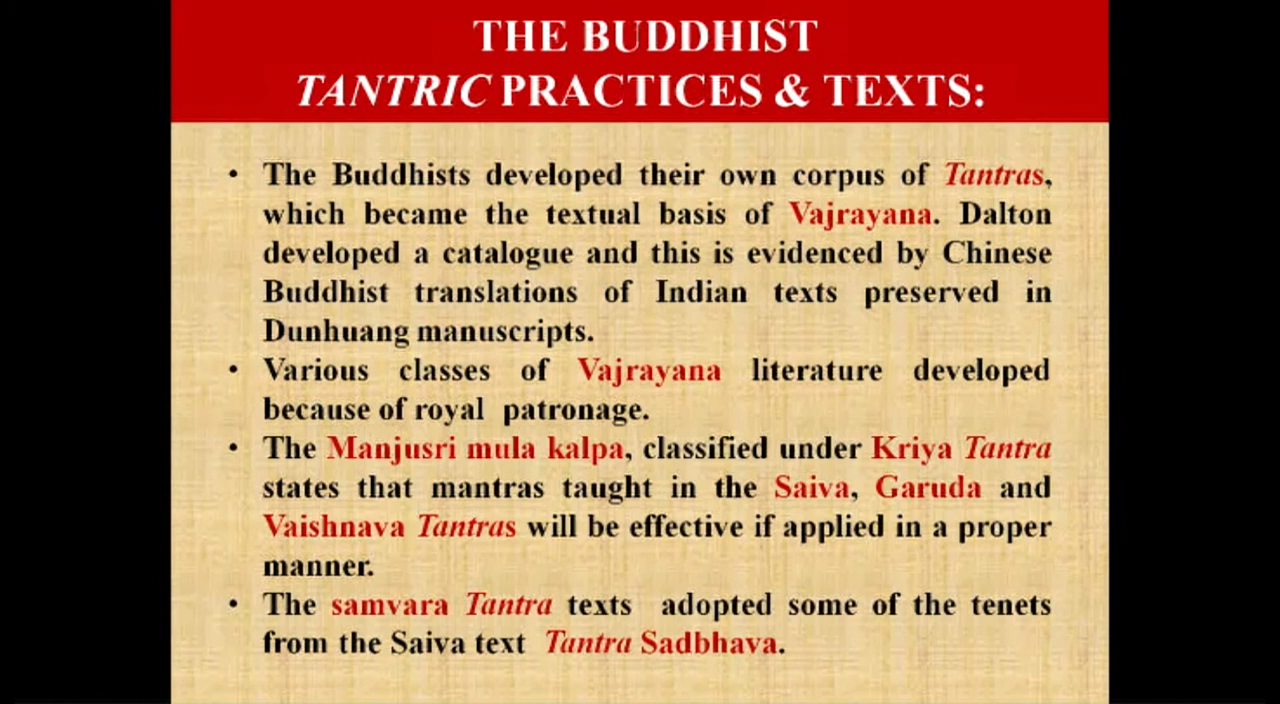 THE BUDDHIST
TANTRIC PRACTICES & TEXTS:
• The Buddhists developed their own corpus of Tantras,
which became the textual basis of Vajrayana. Dalton
developed a catalogue and this is evidenced by Chinese
Buddhist translations of Indian texts preserved in
Dunhuang manuscripts.
• Various classes of Vajrayana literature developed
because of royal patronage.
• The Manjusri mula kalpa, classified under Kriya Tantra
states that mantras taught in the Saiva, Garuda and
Vaishnava Tantras will be effective if applied in a proper
manner.
• The samvara Tantra texts adopted some of the tenets
from the Saiva text Tantra Sadbhava.